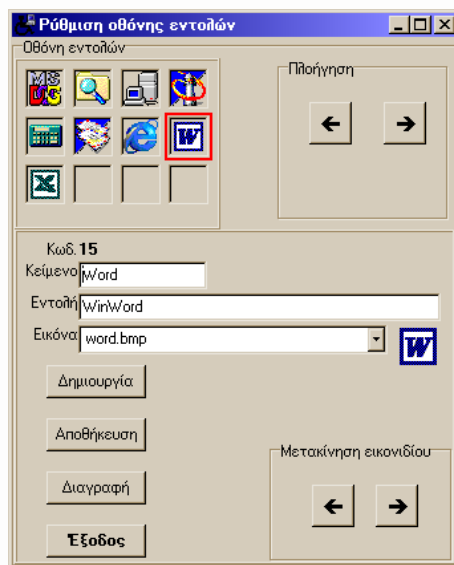 Ρύθμιση οθόνης εντολών
Οθόνη εντολών
Πλοήγηση
Κωδ. 15
Κείμενο Word
Εντολή WinWord
Εικόνα word.bmp
Δημιουργία
Αποθήκευση
Διαγραφή
Έξοδος
Μετακίνηση εικονιδίου